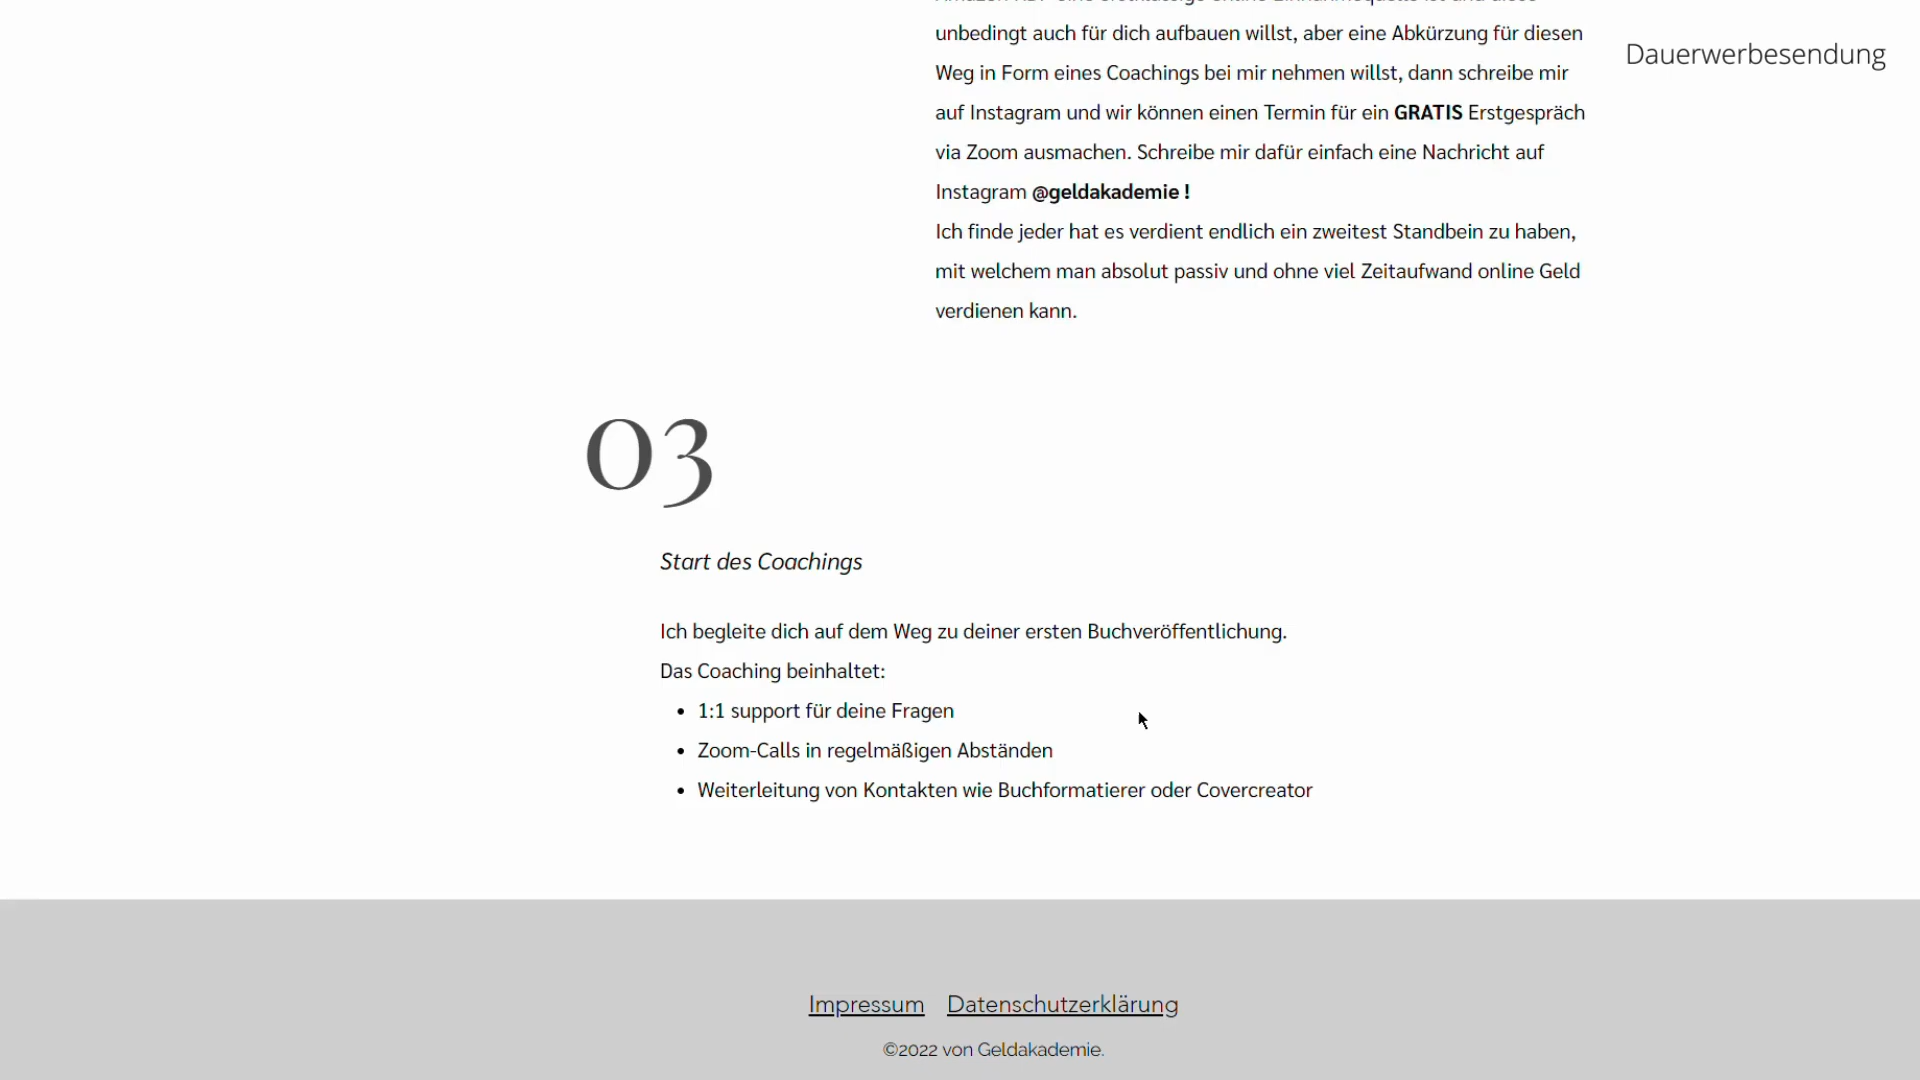 unbedingt auch für dich aufbauen willst, aber eine Abkürzung für diesen
Dauerwerbesendung
Weg in Form eines Coachings bei mir nehmen willst, dann schreibe mir
auf Instagram und wir können einen Termin für ein GRATIS Erstgespräch
via Zoom ausmachen. Schreibe mir dafür einfach eine Nachricht auf
Instagram @geldakademie !
Ich finde jeder hat es verdient endlich ein zweitest Standbein zu haben,
mit welchem man absolut passiv und ohne viel Zeitaufwand online Geld
verdienen kann.
03
Start des Coachings
Ich begleite dich auf dem Weg zu deiner ersten Buchveröffentlichung.
Das Coaching beinhaltet:
• 1:1 support für deine Fragen
• Zoom-Calls in regelmäßigen Abständen
• Weiterleitung von Kontakten wie Buchformatierer oder Covercreator
Impressum Datenschutzerklärung
©2022 von Geldakademie.